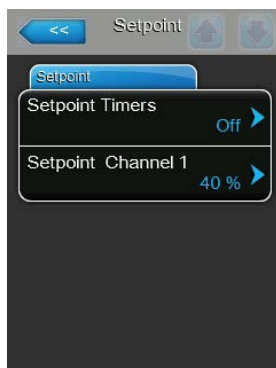 << Setpoint
Setpoint
Setpoint Timers
Off
Setpoint Channel 1
40 %